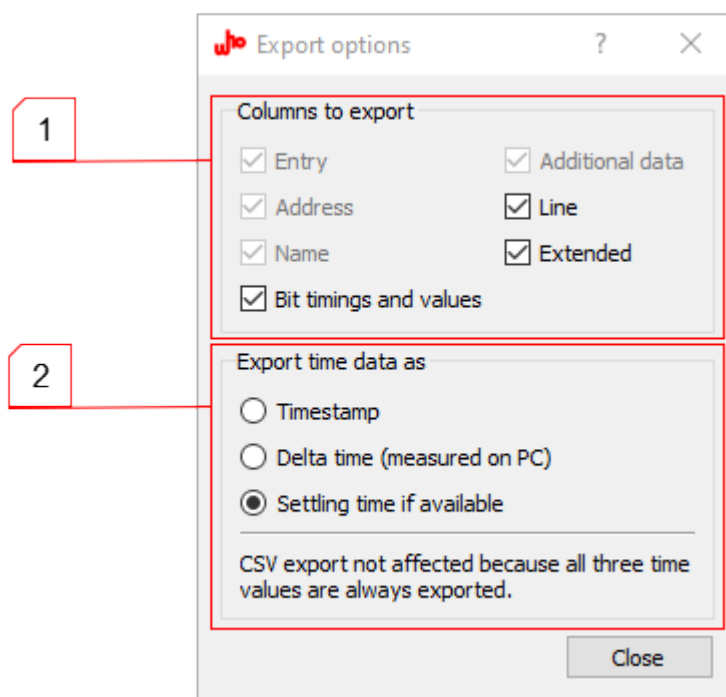 who Export options ?
1
Columns to export
Entry
Additional data
Address
Line
Name
Extended
Bit timings and values
2
Export time data as
Timestamp
Delta time (measured on PC)
Settling time if available
CSV export not affected because all three time
values are always exported.
Close